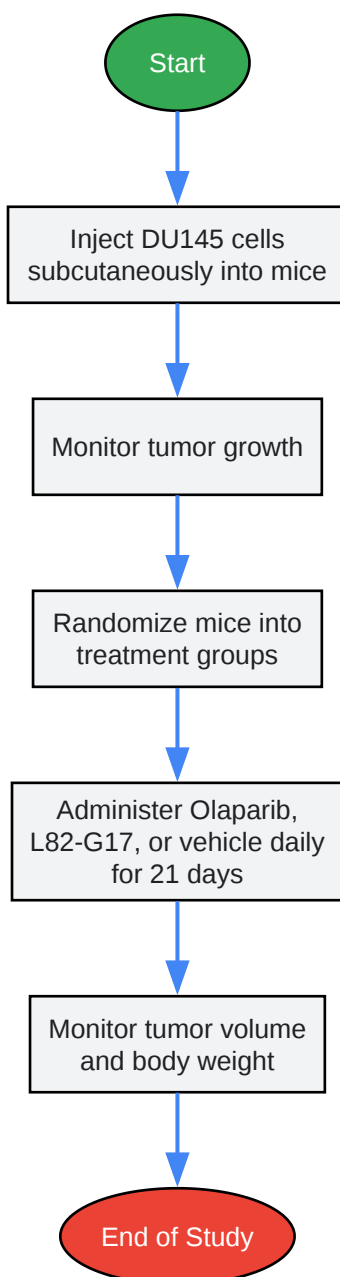 Start
Inject DU145 cells
subcutaneously into mice
Monitor tumor growth
Randomize mice into
treatment groups
Administer Olaparib,
L82-G17, or vehicle daily
for 21 days
Monitor tumor volume
and body weight
End of Study